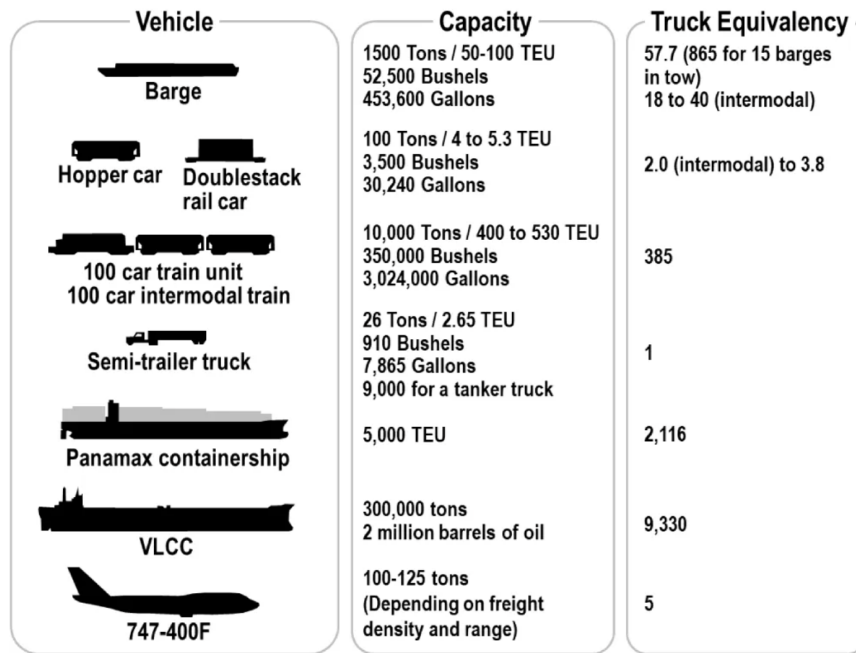 Vehicle
Capacity
Truck Equivalency
Barge
1500 Tons / 50-100 TEU
52,500 Bushels
453,600 Gallons
57.7 (865 for 15 barges
in tow)
18 to 40 (intermodal)
Hopper car
Doublestack
rail car
100 Tons / 4 to 5.3 TEU
3,500 Bushels
30,240 Gallons
2.0 (intermodal) to 3.8
100 car train unit
100 car intermodal train
10,000 Tons / 400 to 530 TEU
350,000 Bushels
3,024,000 Gallons
385
Semi-trailer truck
26 Tons / 2.65 TEU
910 Bushels
7,865 Gallons
9,000 for a tanker truck
1
Panamax containership
5,000 TEU
2,116
VLCC
300,000 tons
2 million barrels of oil
9,330
747-400F
100-125 tons
(Depending on freight
density and range)
5